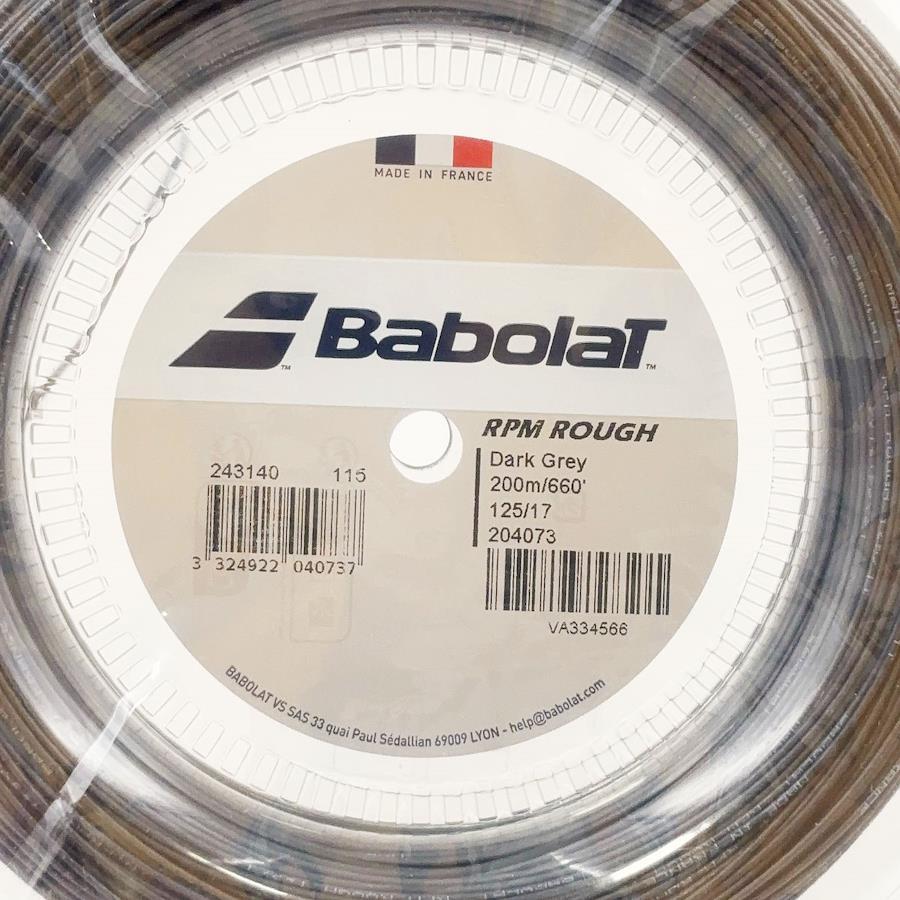 MADE IN FRANCE
BABOLAT™
RPM ROUGH
Dark Grey
200m/660'
125/17
204073
243140 115
3 324922 040737
VA334566
BABOLAT VS SAS 33 quai Paul Sédallian 69009 LYON - help@babolat.com